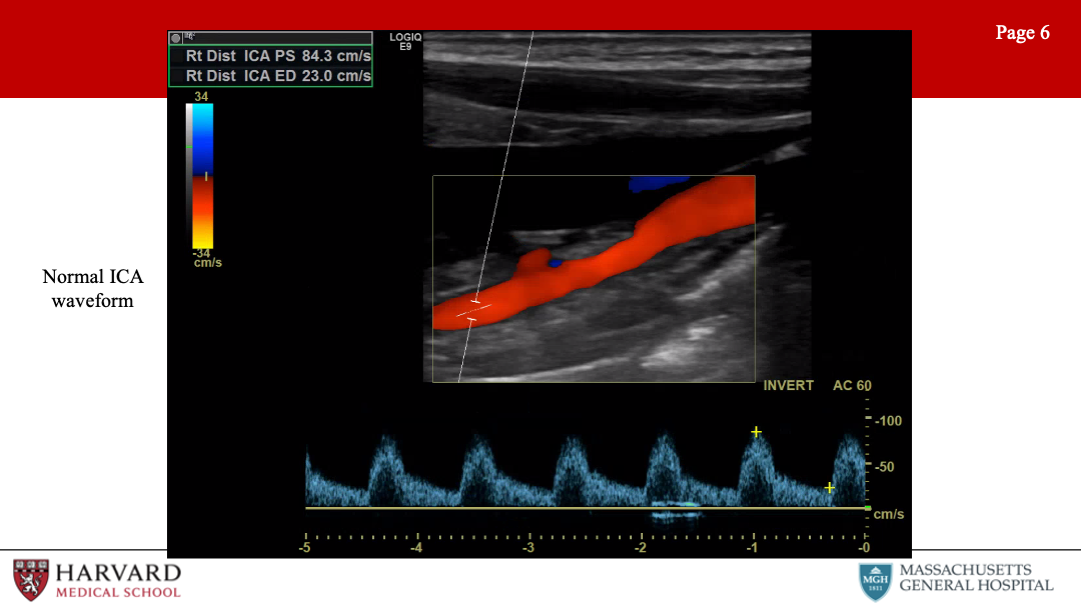 Page 6
LOGIQ
E9
Rt Dist ICA PS 84.3 cm/s
Rt Dist ICA ED 23.0 cm/s
34
-34
cm/s
Normal ICA
waveform
INVERT AC 60
-100
-50
cm/s
-5 -4 -3 -2 -1 -0
HARVARD
MEDICAL SCHOOL
MGH
1811
MASSACHUSETTS
GENERAL HOSPITAL